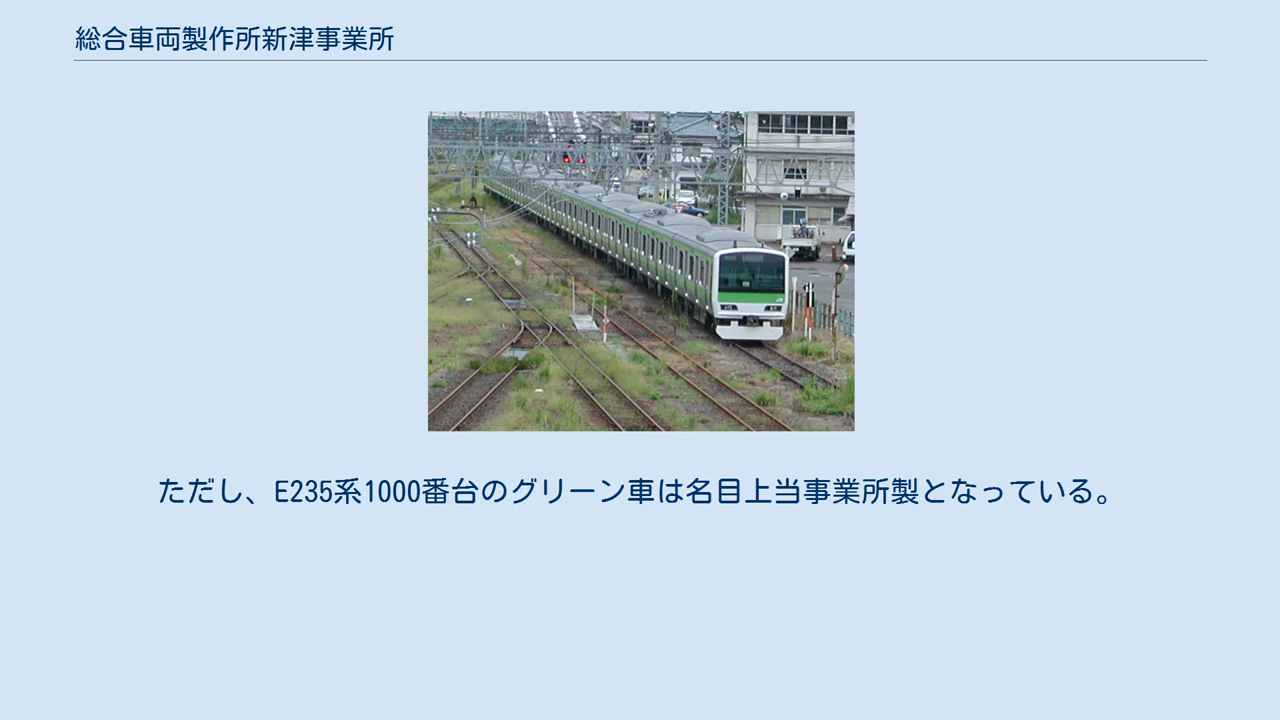 総合車両製作所新津事業所
ただし、E235系1000番台のグリーン車は名目上当事業所製となっている。